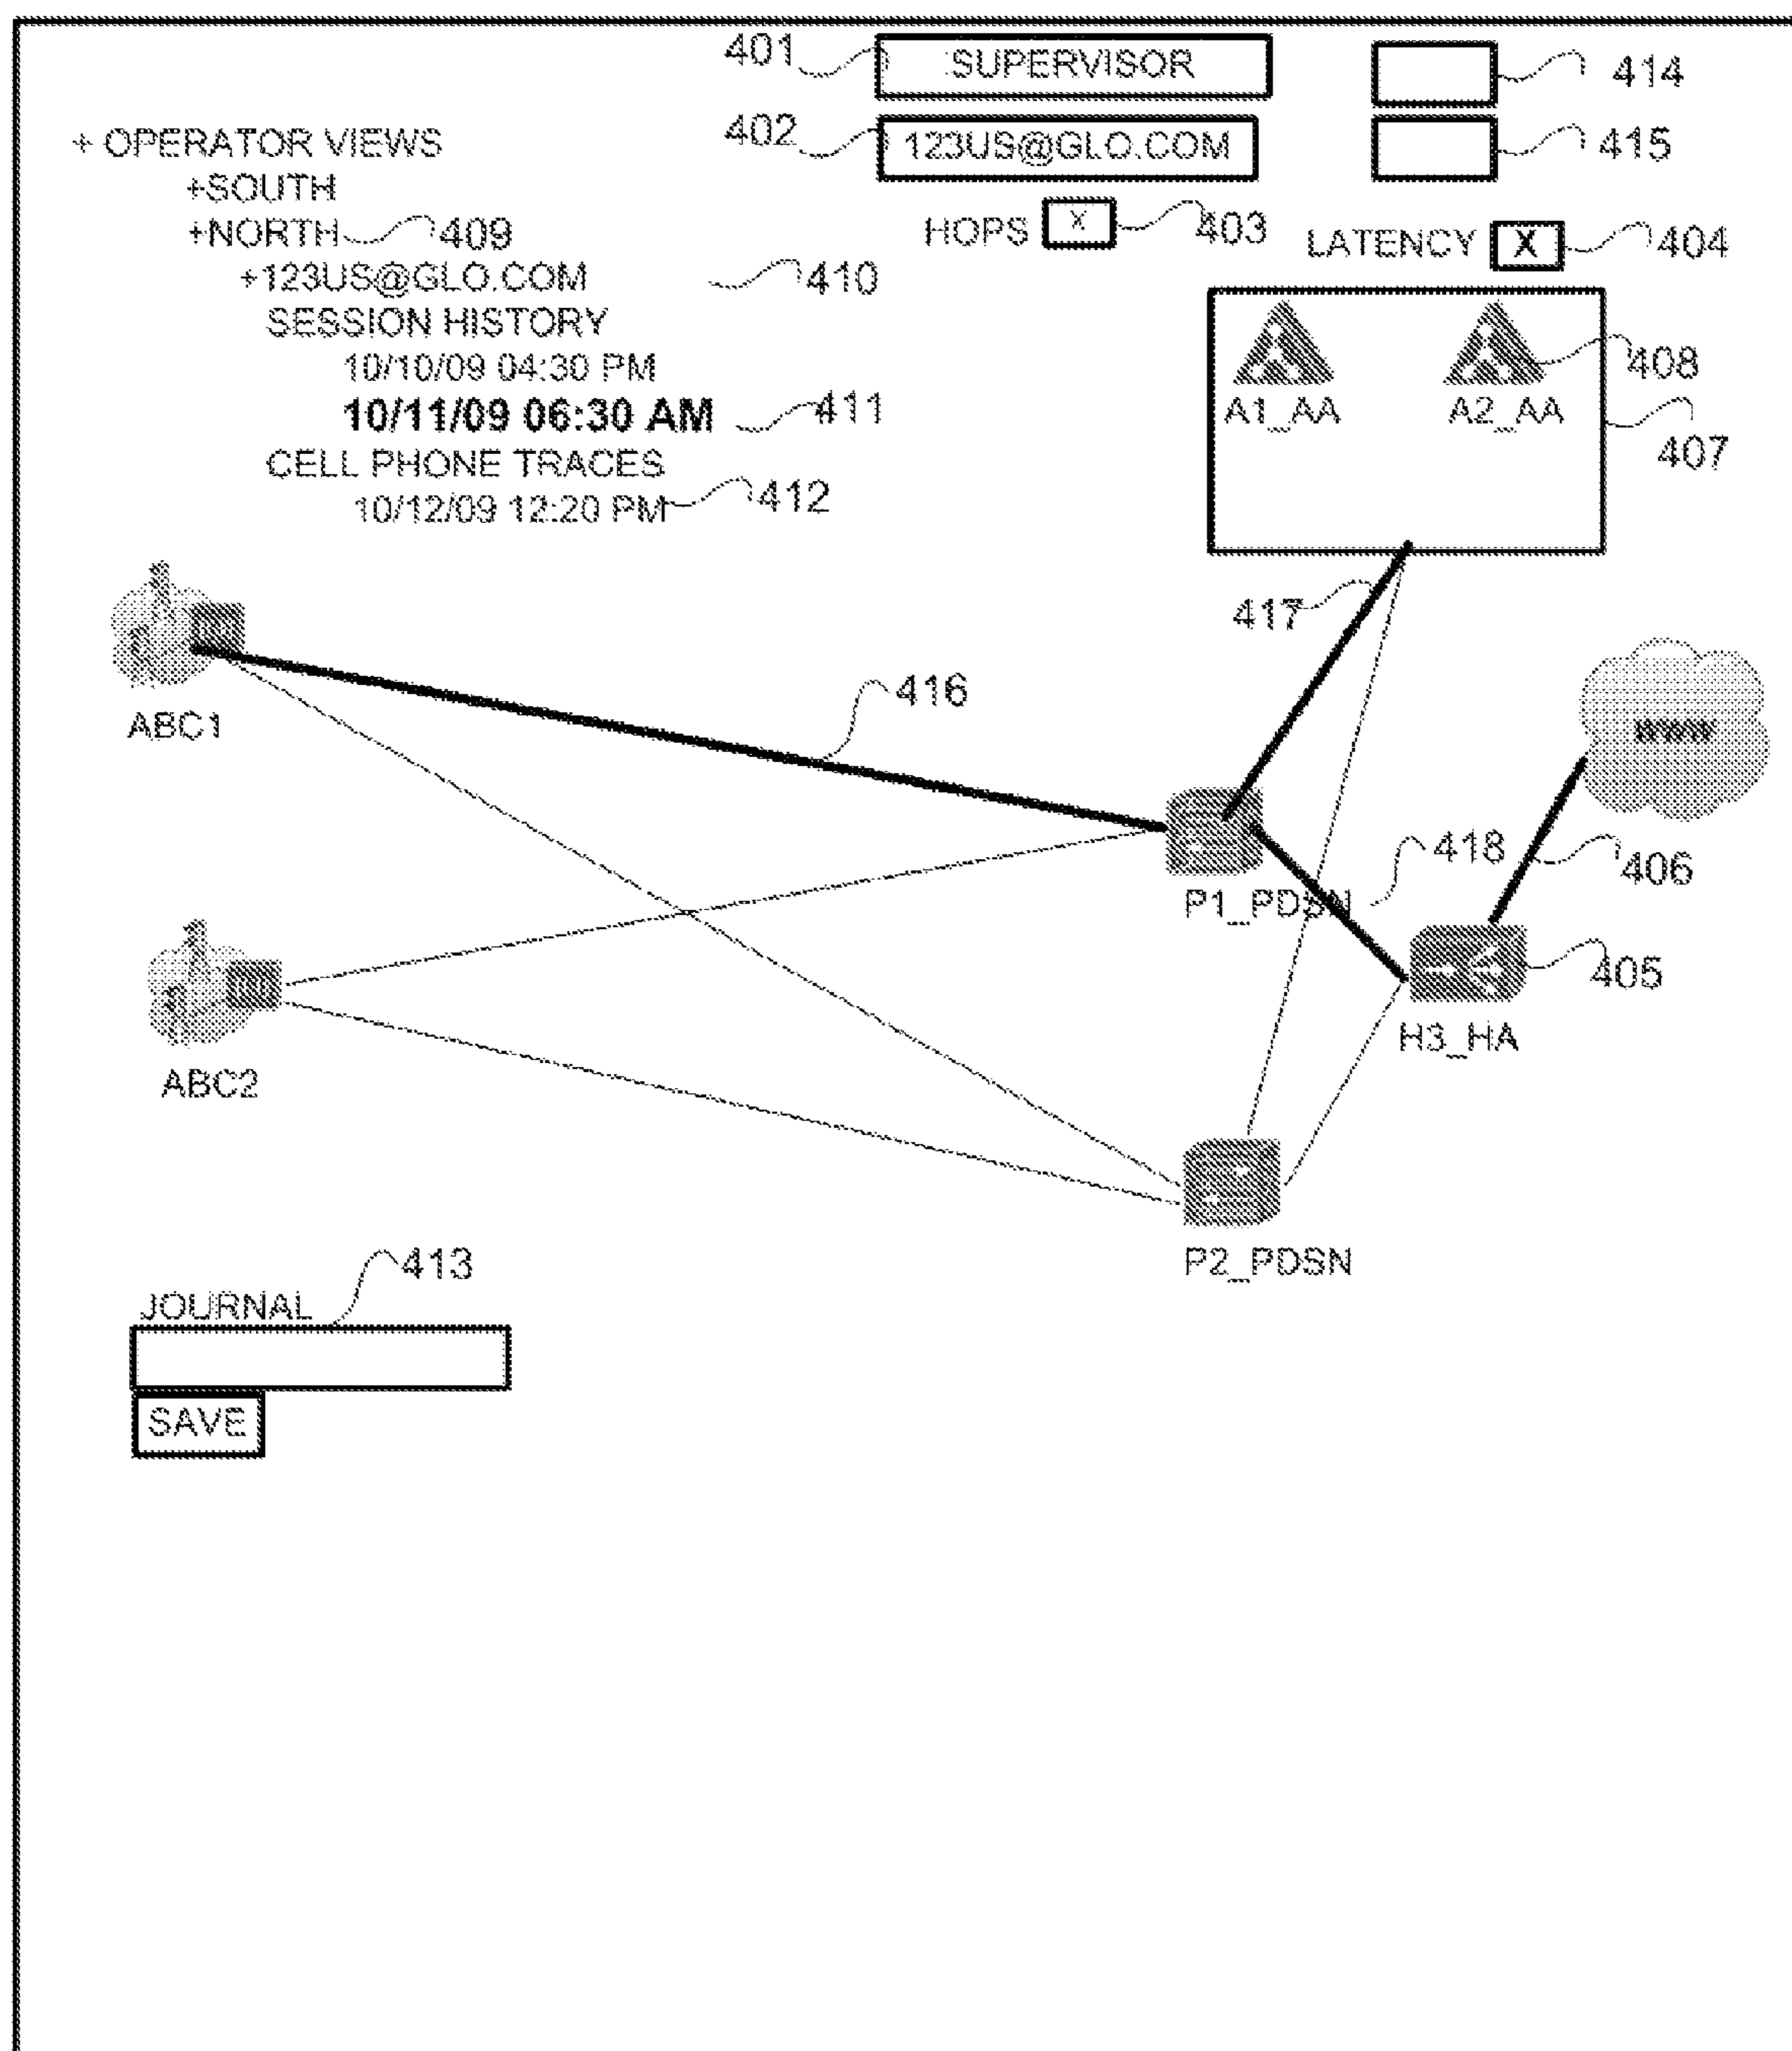 401 SUPERVISOR 414
402 123US@GLO.COM 415
+ OPERATOR VIEWS
+SOUTH
+NORTH 409
HOPS X 403
LATENCY X 404
+123US@GLO.COM 410
SESSION HISTORY
10/10/09 04:30 PM
10/11/09 06:30 AM 411
CELL PHONE TRACES
10/12/09 12:20 PM 412
408
A1_AA A2_AA
407
417
416
ABC1
WWW
418
406
P1_PDSN
405
H3_HA
ABC2
P2_PDSN
413
JOURNAL
SAVE